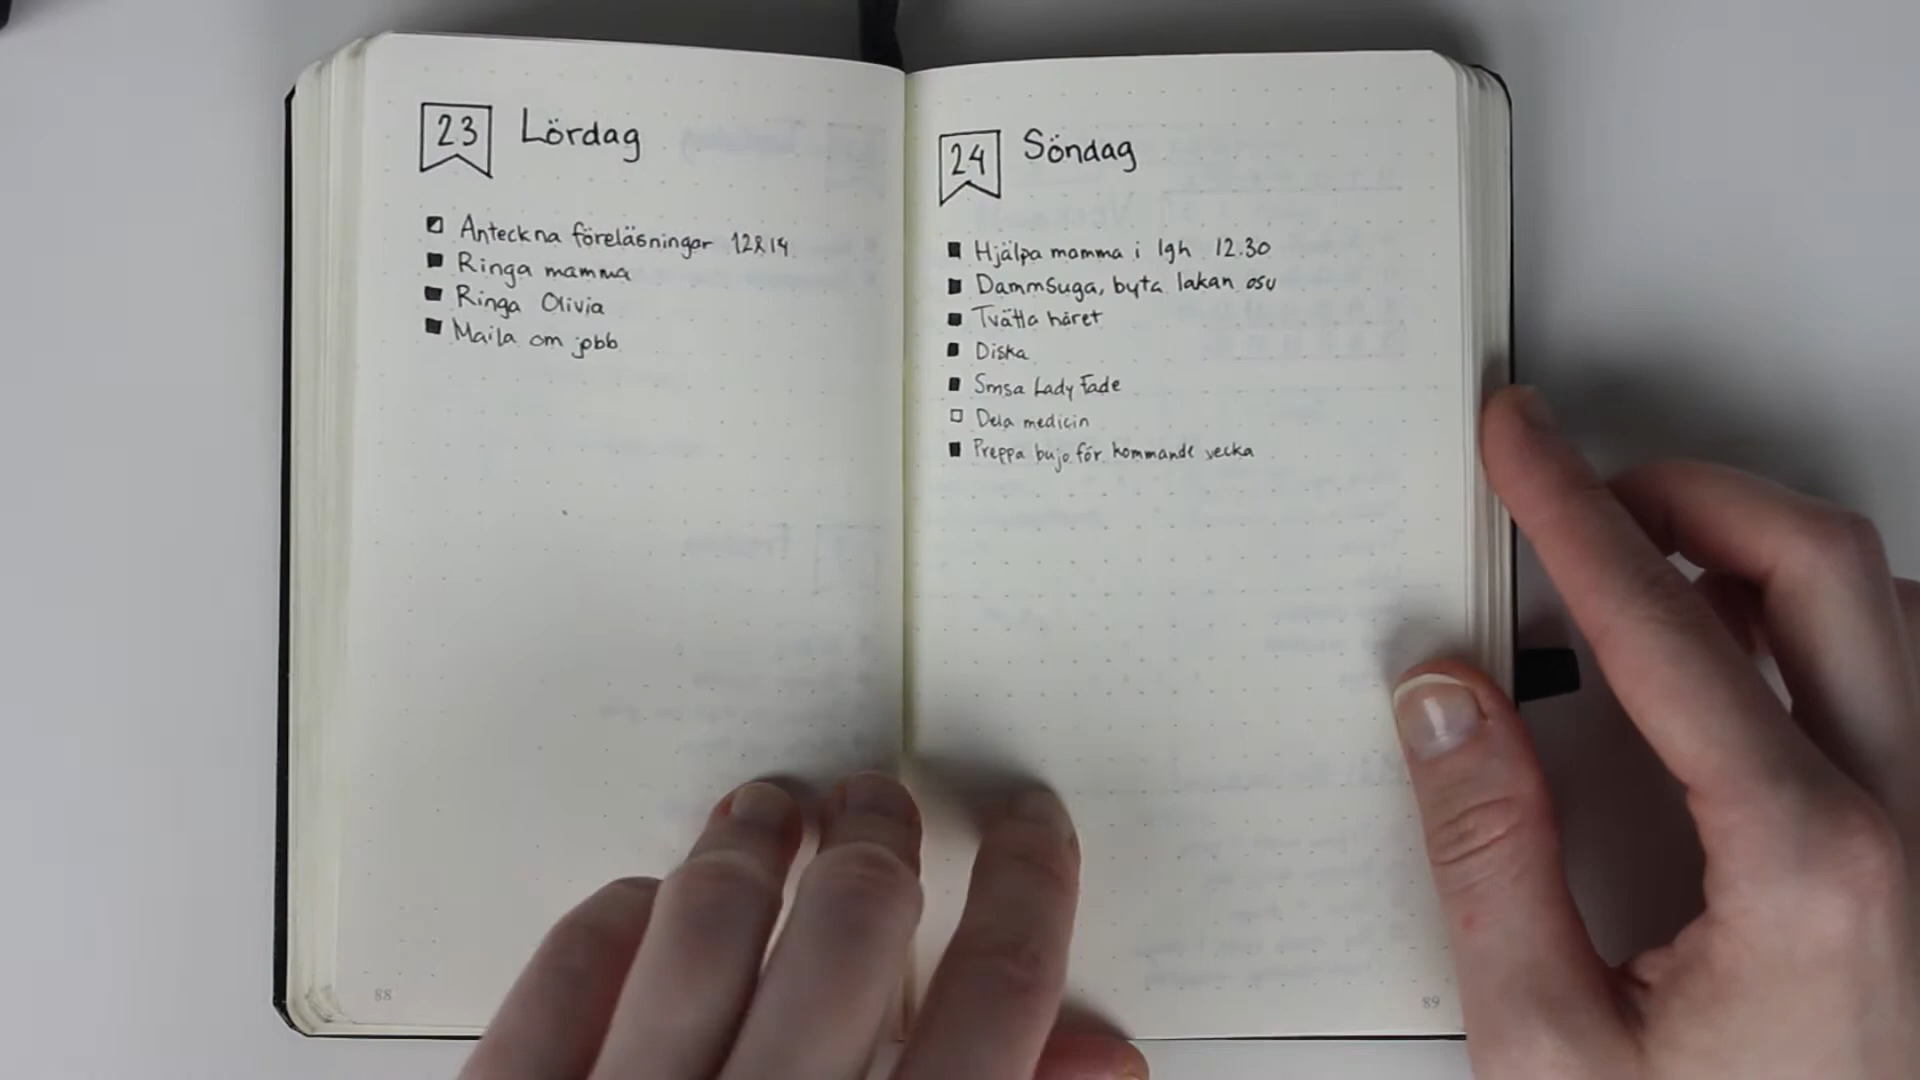 23 Lördag
Anteckna föreläsningar 12&14
Ringa mamma
Ringa Olivia
Maila om jobb
88
24 Söndag
Hjälpa mamma i lgh 12.30
Dammsuga, byta lakan osv
Tvätta håret
Diska
Smsa Lady Fade
Dela medicin
Preppa bujo för kommande vecka
89